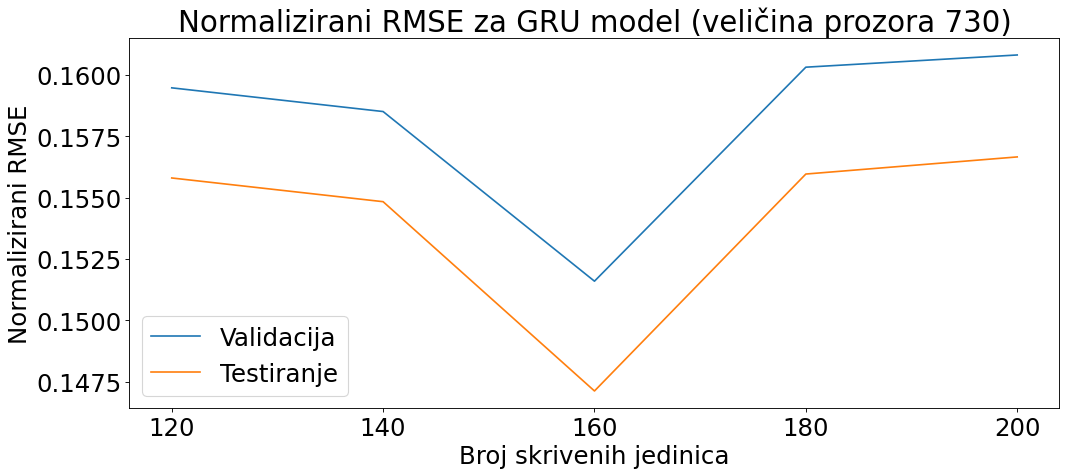 Normalizirani RMSE za GRU model (veličina prozora 730)
Normalizirani RMSE
0.1600
0.1575
0.1550
0.1525
0.1500
0.1475
Validacija
Testiranje
120 140 160 180 200
Broj skrivenih jedinica